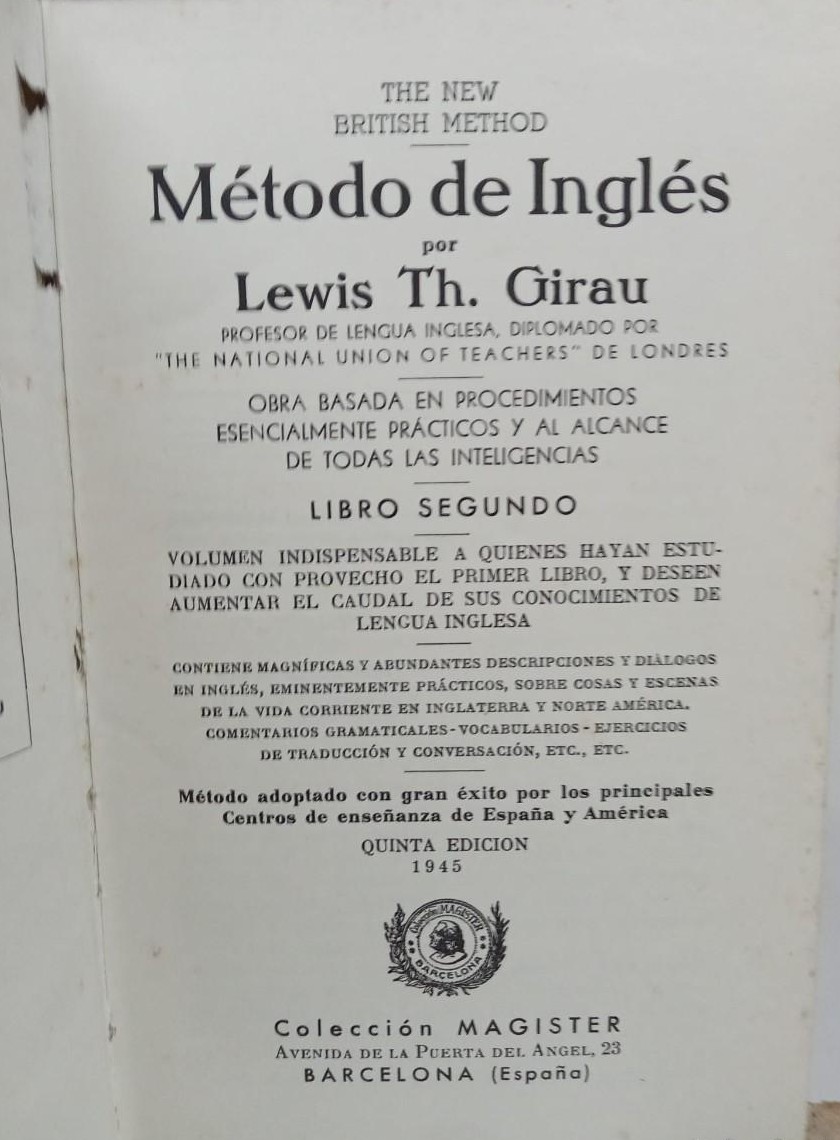 THE NEW
BRITISH METHOD
Método de Inglés
por
Lewis Th. Girau
PROFESOR DE LENGUA INGLESA, DIPLOMADO POR
"THE NATIONAL UNION OF TEACHERS" DE LONDRES
OBRA BASADA EN PROCEDIMIENTOS
ESENCIALMENTE PRÁCTICOS Y AL ALCANCE
DE TODAS LAS INTELIGENCIAS
LIBRO SEGUNDO
VOLUMEN INDISPENSABLE A QUIENES HAYAN ESTU-
DIADO CON PROVECHO EL PRIMER LIBRO, Y DESEEN
AUMENTAR EL CAUDAL DE SUS CONOCIMIENTOS DE
LENGUA INGLESA
CONTIENE MAGNÍFICAS Y ABUNDANTES DESCRIPCIONES Y DIÁLOGOS
EN INGLÉS, EMINENTEMENTE PRÁCTICOS, SOBRE COSAS Y ESCENAS
DE LA VIDA CORRIENTE EN INGLATERRA Y NORTE AMÉRICA.
COMENTARIOS GRAMATICALES - VOCABULARIOS - EJERCICIOS
DE TRADUCCIÓN Y CONVERSACIÓN, ETC., ETC.
Método adoptado con gran éxito por los principales
Centros de enseñanza de España y América
QUINTA EDICION
1945
Colección MAGISTER
BARCELONA
Colección MAGISTER
AVENIDA DE LA PUERTA DEL ANGEL, 23
BARCELONA (España)